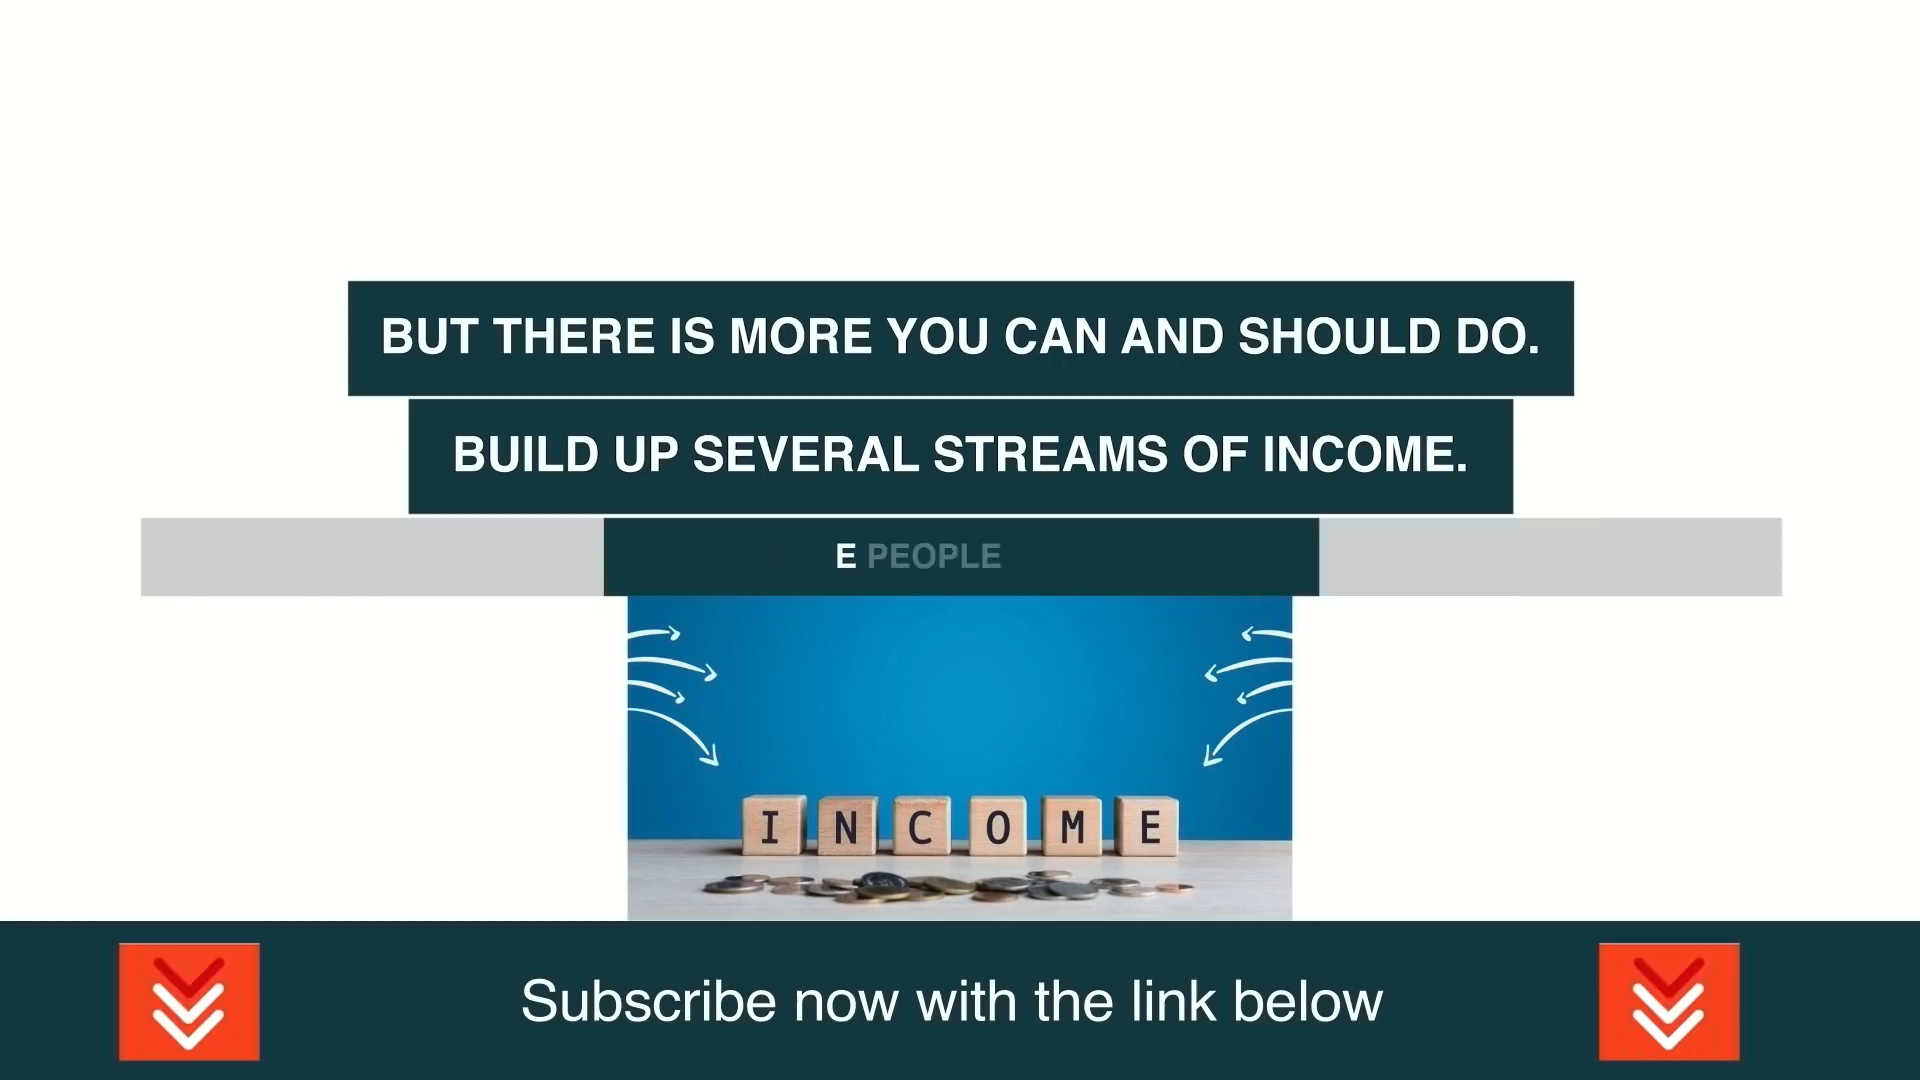 BUT THERE IS MORE YOU CAN AND SHOULD DO.
BUILD UP SEVERAL STREAMS OF INCOME.
E PEOPLE
INCOME
Subscribe now with the link below